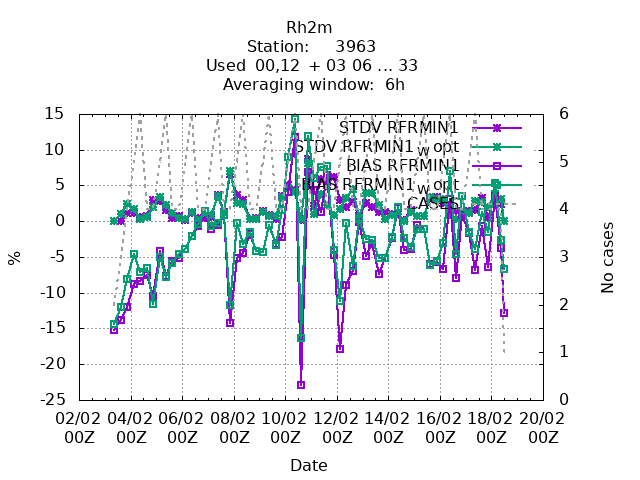 Rh2m
Station: 3963
Used 00,12 + 03 06 ... 33
Averaging window: 6h
STDV RFRMIN1
STDV RFRMIN1_w opt
BIAS RFRMIN1
BIAS RFRMIN1_w opt
CASES
15
10
5
0
-5
-10
-15
-20
-25
%
6
5
4
3
2
1
0
No cases
02/02 04/02 06/02 08/02 10/02 12/02 14/02 16/02 18/02 20/02
00Z 00Z 00Z 00Z 00Z 00Z 00Z 00Z 00Z 00Z
Date